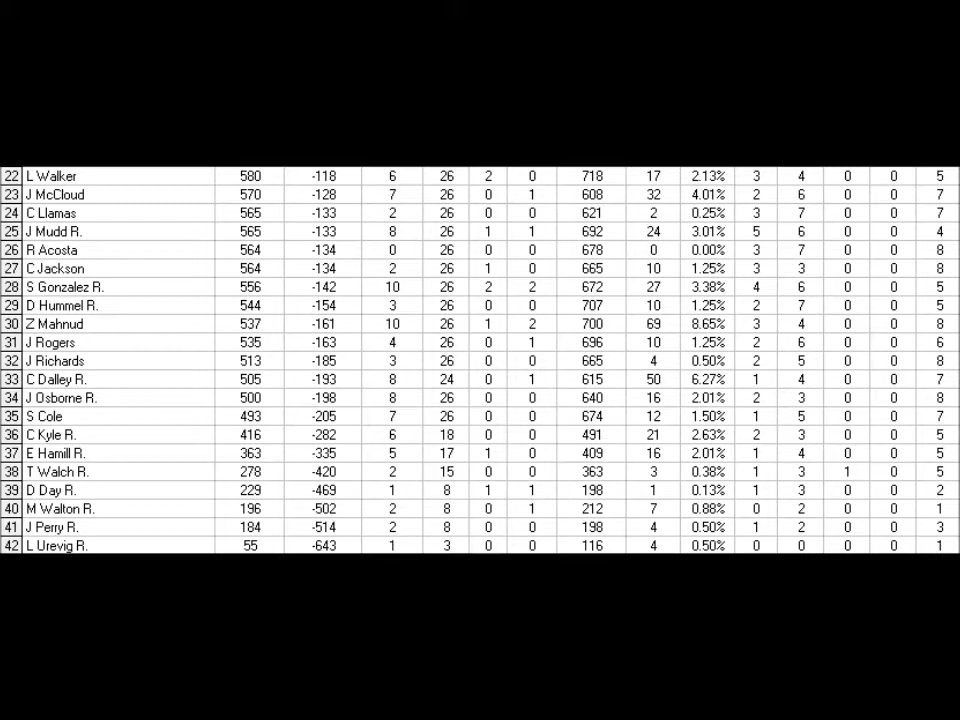 22 L Walker 580 -118 6 26 2 0 718 17 2.13% 3 4 0 0 5
23 J McCloud 570 -128 7 26 0 1 608 32 4.01% 2 6 0 0 7
24 C Llamas 565 -133 2 26 0 0 621 2 0.25% 3 7 0 0 7
25 J Mudd R. 565 -133 8 26 1 1 692 24 3.01% 5 6 0 0 4
26 R Acosta 564 -134 0 26 0 0 678 0 0.00% 3 7 0 0 8
27 C Jackson 564 -134 2 26 1 0 665 10 1.25% 3 3 0 0 8
28 S Gonzalez R. 556 -142 10 26 2 2 672 27 3.38% 4 6 0 0 5
29 D Hummel R. 544 -154 3 26 0 0 707 10 1.25% 2 7 0 0 5
30 Z Mahnud 537 -161 10 26 1 2 700 69 8.65% 3 4 0 0 8
31 J Rogers 535 -163 4 26 0 1 696 10 1.25% 2 6 0 0 6
32 J Richards 513 -185 3 26 0 0 665 4 0.50% 2 5 0 0 8
33 C Dalley R. 505 -193 8 24 0 1 615 50 6.27% 1 4 0 0 7
34 J Osborne R. 500 -198 8 26 0 0 640 16 2.01% 2 3 0 0 8
35 S Cole 493 -205 7 26 0 0 674 12 1.50% 1 5 0 0 7
36 C Kyle R. 416 -282 6 18 0 0 491 21 2.63% 2 3 0 0 5
37 E Hamill R. 363 -335 5 17 1 0 409 16 2.01% 1 4 0 0 5
38 T Walch R. 278 -420 2 15 0 0 363 3 0.38% 1 3 1 0 5
39 D Day R. 229 -469 1 8 1 1 198 1 0.13% 1 3 0 0 2
40 M Walton R. 196 -502 2 8 0 1 212 7 0.88% 0 2 0 0 1
41 J Perry R. 184 -514 2 8 0 0 198 4 0.50% 1 2 0 0 3
42 L Urevig R. 55 -643 1 3 0 0 116 4 0.50% 0 0 0 0 1